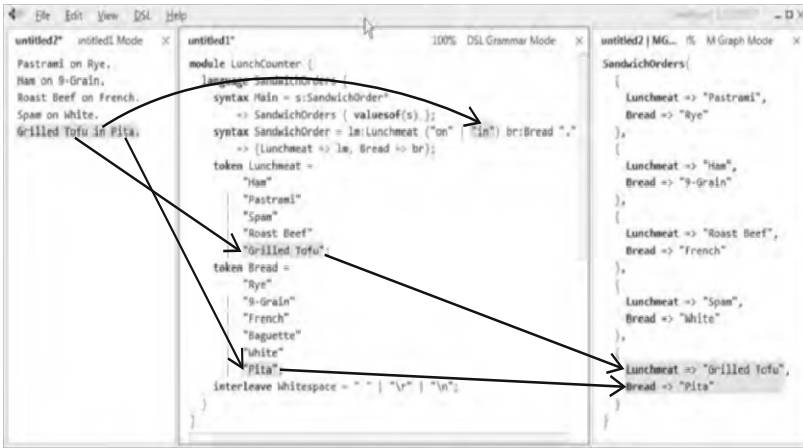 File Edit View DSL Help
untitled2* untitled1 Mode ×
Pastrami on Rye.
Ham on 9-Grain.
Roast Beef on French.
Spam on White.
Grilled Tofu in Pita.
untitled1* 100% DSL Grammar Mode ×
module LunchCounter {
language SandwichOrders {
syntax Main = s:SandwichOrder*
=> SandwichOrders { valuesof(s) };
syntax SandwichOrder = lm:Lunchmeat ("on" | "in") br:Bread "."
=> {Lunchmeat => lm, Bread => br};
token Lunchmeat =
"Ham"
| "Pastrami"
| "Spam"
| "Roast Beef"
| "Grilled Tofu";
token Bread =
"Rye"
| "9-Grain"
| "French"
| "Baguette"
| "White"
| "Pita";
interleave Whitespace = " " | "\r" | "\n";
}
}
untitled2 | MG... % M Graph Mode ×
SandwichOrders{
{
Lunchmeat => "Pastrami",
Bread => "Rye"
},
{
Lunchmeat => "Ham",
Bread => "9-Grain"
},
{
Lunchmeat => "Roast Beef",
Bread => "French"
},
{
Lunchmeat => "Spam",
Bread => "White"
},
{
Lunchmeat => "Grilled Tofu",
Bread => "Pita"
}
}